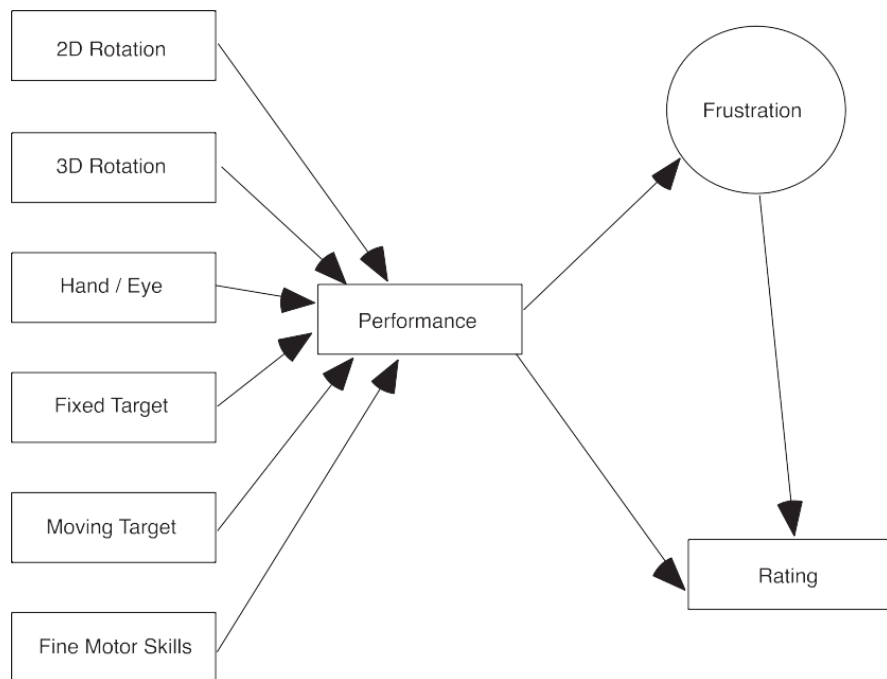 2D Rotation
3D Rotation
Hand / Eye
Fixed Target
Moving Target
Fine Motor Skills
Performance
Frustration
Rating